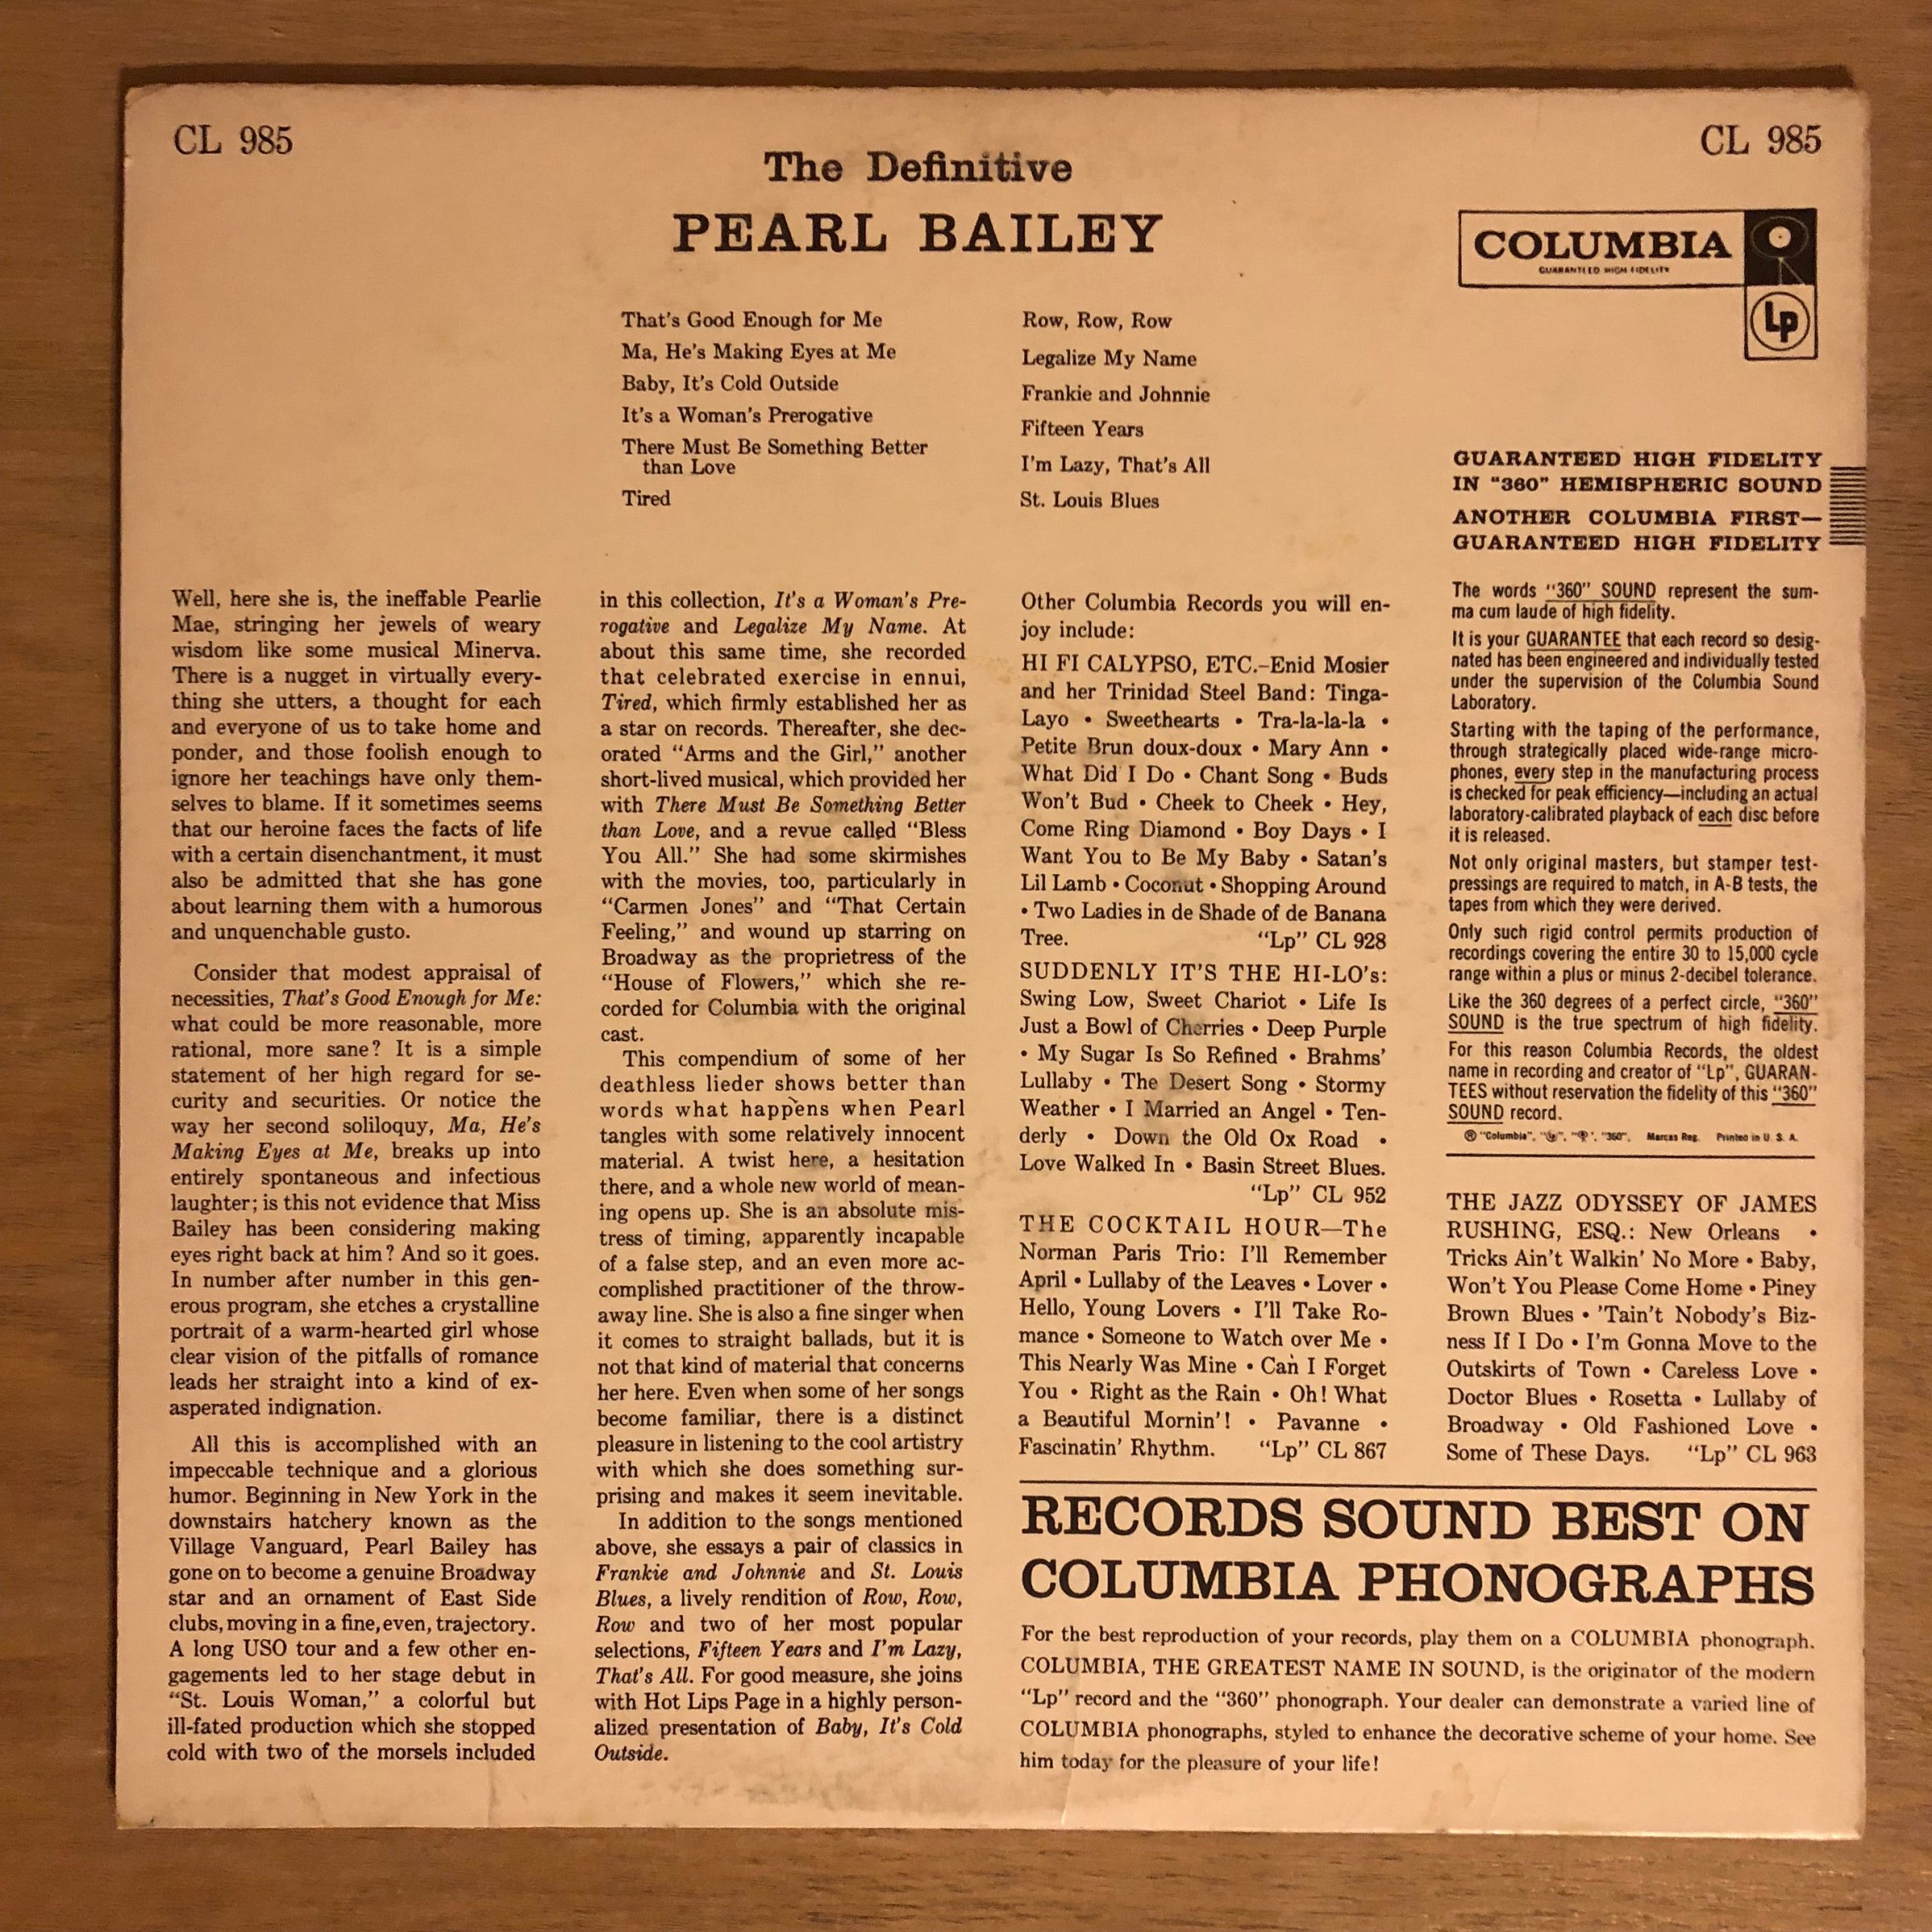 CL 985
CL 985
The Definitive
PEARL BAILEY
COLUMBIA
GUARANTEED HIGH FIDELITY
Lp
That's Good Enough for Me
Ma, He's Making Eyes at Me
Baby, It's Cold Outside
It's a Woman's Prerogative
There Must Be Something Better
than Love
Tired
Row, Row, Row
Legalize My Name
Frankie and Johnnie
Fifteen Years
I'm Lazy, That's All
St. Louis Blues
Well, here she is, the ineffable Pearlie
Mae, stringing her jewels of weary
wisdom like some musical Minerva.
There is a nugget in virtually every-
thing she utters, a thought for each
and everyone of us to take home and
ponder, and those foolish enough to
ignore her teachings have only them-
selves to blame. If it sometimes seems
that our heroine faces the facts of life
with a certain disenchantment, it must
also be admitted that she has gone
about learning them with a humorous
and unquenchable gusto.
Consider that modest appraisal of
necessities, That's Good Enough for Me:
what could be more reasonable, more
rational, more sane? It is a simple
statement of her high regard for se-
curity and securities. Or notice the
way her second soliloquy, Ma, He's
Making Eyes at Me, breaks up into
entirely spontaneous and infectious
laughter; is this not evidence that Miss
Bailey has been considering making
eyes right back at him? And so it goes.
In number after number in this gen-
erous program, she etches a crystalline
portrait of a warm-hearted girl whose
clear vision of the pitfalls of romance
leads her straight into a kind of ex-
asperated indignation.
All this is accomplished with an
impeccable technique and a glorious
humor. Beginning in New York in the
downstairs hatchery known as the
Village Vanguard, Pearl Bailey has
gone on to become a genuine Broadway
star and an ornament of East Side
clubs, moving in a fine, even, trajectory.
A long USO tour and a few other en-
gagements led to her stage debut in
"St. Louis Woman," a colorful but
ill-fated production which she stopped
cold with two of the morsels included
in this collection, It's a Woman's Pre-
rogative and Legalize My Name. At
about this same time, she recorded
that celebrated exercise in ennui,
Tired, which firmly established her as
a star on records. Thereafter, she dec-
orated "Arms and the Girl," another
short-lived musical, which provided her
with There Must Be Something Better
than Love, and a revue called "Bless
You All." She had some skirmishes
with the movies, too, particularly in
"Carmen Jones" and "That Certain
Feeling," and wound up starring on
Broadway as the proprietress of the
"House of Flowers," which she re-
corded for Columbia with the original
cast.
This compendium of some of her
deathless lieder shows better than
words what happens when Pearl
tangles with some relatively innocent
material. A twist here, a hesitation
there, and a whole new world of mean-
ing opens up. She is an absolute mis-
tress of timing, apparently incapable
of a false step, and an even more ac-
complished practitioner of the throw-
away line. She is also a fine singer when
it comes to straight ballads, but it is
not that kind of material that concerns
her here. Even when some of her songs
become familiar, there is a distinct
pleasure in listening to the cool artistry
with which she does something sur-
prising and makes it seem inevitable.
In addition to the songs mentioned
above, she essays a pair of classics in
Frankie and Johnnie and St. Louis
Blues, a lively rendition of Row, Row,
Row and two of her most popular
selections, Fifteen Years and I'm Lazy,
That's All. For good measure, she joins
with Hot Lips Page in a highly person-
alized presentation of Baby, It's Cold
Outside.
Other Columbia Records you will en-
joy include:
HI FI CALYPSO, ETC.–Enid Mosier
and her Trinidad Steel Band: Tinga-
Layo • Sweethearts • Tra-la-la-la •
Petite Brun doux-doux • Mary Ann •
What Did I Do • Chant Song • Buds
Won't Bud • Cheek to Cheek • Hey,
Come Ring Diamond • Boy Days • I
Want You to Be My Baby • Satan's
Lil Lamb • Coconut • Shopping Around
• Two Ladies in de Shade of de Banana
Tree. "Lp" CL 928
SUDDENLY IT'S THE HI-LO's:
Swing Low, Sweet Chariot • Life Is
Just a Bowl of Cherries • Deep Purple
• My Sugar Is So Refined • Brahms'
Lullaby • The Desert Song • Stormy
Weather • I Married an Angel • Ten-
derly • Down the Old Ox Road •
Love Walked In • Basin Street Blues.
"Lp" CL 952
THE COCKTAIL HOUR—The
Norman Paris Trio: I'll Remember
April • Lullaby of the Leaves • Lover •
Hello, Young Lovers • I'll Take Ro-
mance • Someone to Watch over Me •
This Nearly Was Mine • Can I Forget
You • Right as the Rain • Oh! What
a Beautiful Mornin'! • Pavanne •
Fascinatin' Rhythm. "Lp" CL 867
GUARANTEED HIGH FIDELITY
IN "360" HEMISPHERIC SOUND
ANOTHER COLUMBIA FIRST—
GUARANTEED HIGH FIDELITY
The words "360" SOUND represent the sum-
ma cum laude of high fidelity.
It is your GUARANTEE that each record so desig-
nated has been engineered and individually tested
under the supervision of the Columbia Sound
Laboratory.
Starting with the taping of the performance,
through strategically placed wide-range micro-
phones, every step in the manufacturing process
is checked for peak efficiency—including an actual
laboratory-calibrated playback of each disc before
it is released.
Not only original masters, but stamper test-
pressings are required to match, in A-B tests, the
tapes from which they were derived.
Only such rigid control permits production of
recordings covering the entire 30 to 15,000 cycle
range within a plus or minus 2-decibel tolerance.
Like the 360 degrees of a perfect circle, "360"
SOUND is the true spectrum of high fidelity.
For this reason Columbia Records, the oldest
name in recording and creator of "Lp", GUARAN-
TEES without reservation the fidelity of this "360"
SOUND record.
® "Columbia", "Lp", "360". Marcas Reg. Printed in U. S. A.
THE JAZZ ODYSSEY OF JAMES
RUSHING, ESQ.: New Orleans •
Tricks Ain't Walkin' No More • Baby,
Won't You Please Come Home • Piney
Brown Blues • 'Tain't Nobody's Biz-
ness If I Do • I'm Gonna Move to the
Outskirts of Town • Careless Love •
Doctor Blues • Rosetta • Lullaby of
Broadway • Old Fashioned Love •
Some of These Days. "Lp" CL 963
RECORDS SOUND BEST ON
COLUMBIA PHONOGRAPHS
For the best reproduction of your records, play them on a COLUMBIA phonograph.
COLUMBIA, THE GREATEST NAME IN SOUND, is the originator of the modern
"Lp" record and the "360" phonograph. Your dealer can demonstrate a varied line of
COLUMBIA phonographs, styled to enhance the decorative scheme of your home. See
him today for the pleasure of your life!